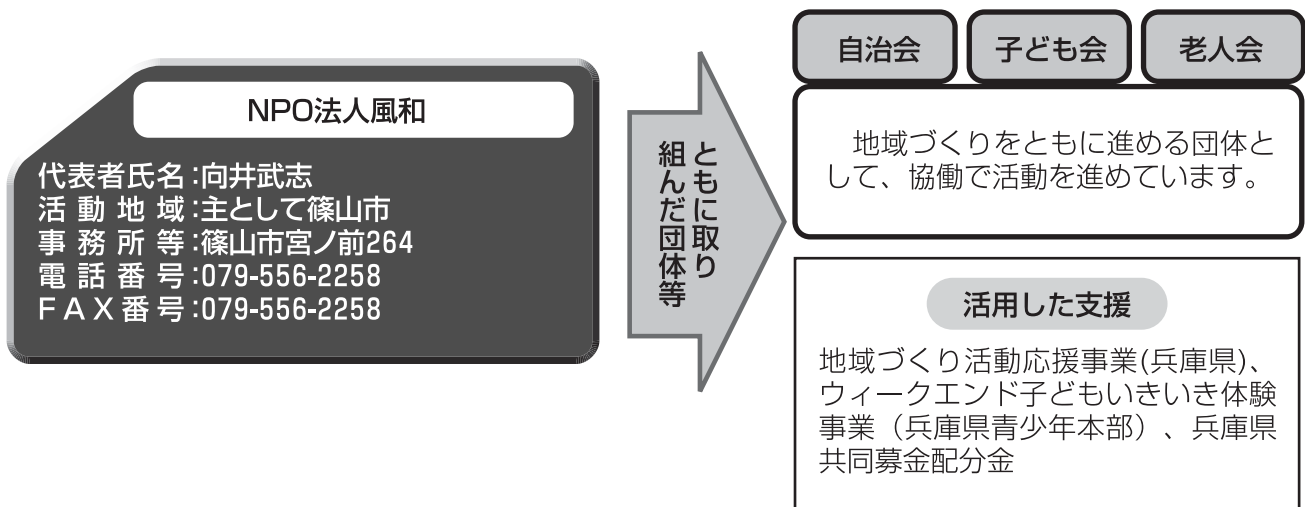 NPO法人風和
代表者氏名:向井武志
活動地域:主として篠山市
事務所等:篠山市宮ノ前264
電話番号:079-556-2258
FAX番号:079-556-2258
ともに取り
組んだ団体等
自治会 子ども会 老人会
地域づくりをともに進める団体と
して、協働で活動を進めています。
活用した支援
地域づくり活動応援事業(兵庫県)、
ウィークエンド子どもいきいき体験
事業（兵庫県青少年本部）、兵庫県
共同募金配分金